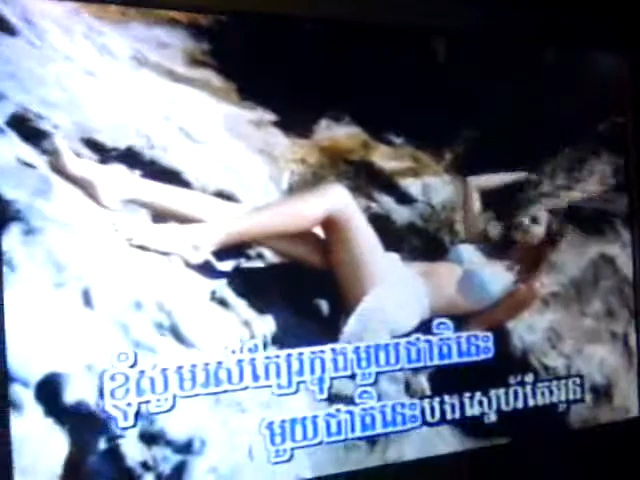 ខ្ញុំសូមរស់ក្បែរក្នុងមួយជាតិនេះ
មួយជាតិនេះបងស្នេហ៍តែអូន